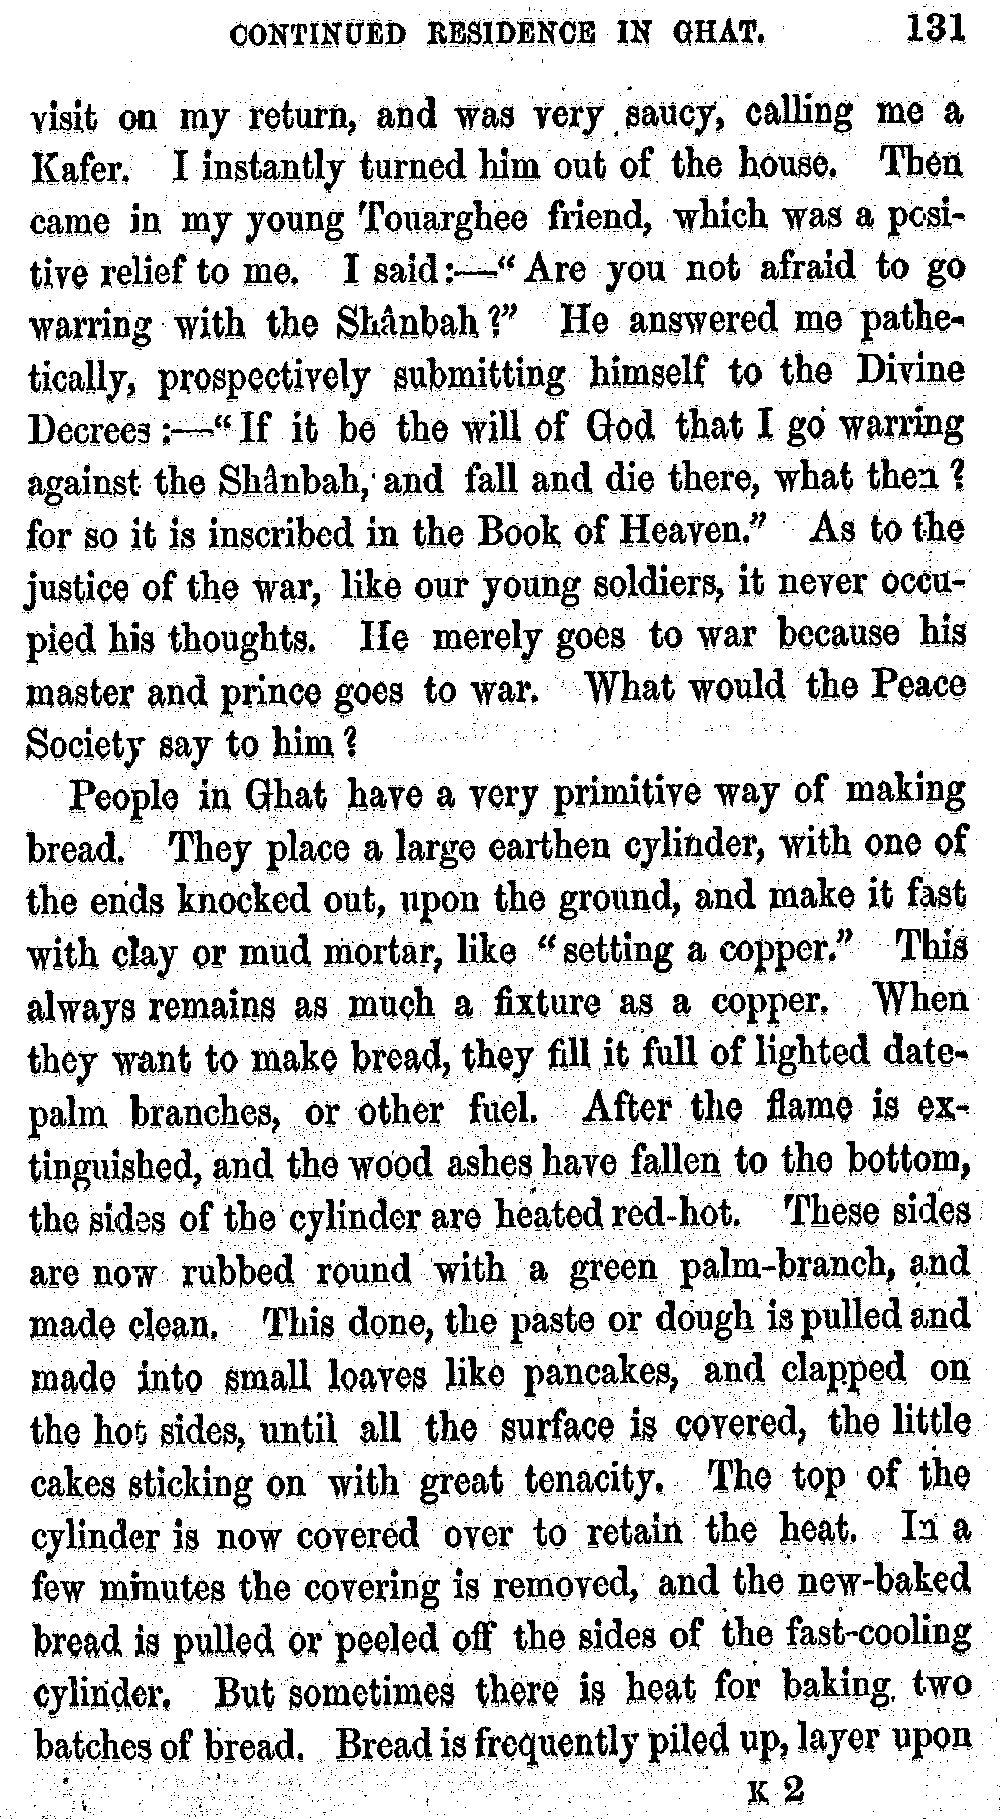 CONTINUED RESIDENCE IN GHAT. 131
visit on my return, and was very saucy, calling me a
Kafer. I instantly turned him out of the house. Then
came in my young Touarghee friend, which was a posi-
tive relief to me. I said:—"Are you not afraid to go
warring with the Shânbah?" He answered me pathe-
tically, prospectively submitting himself to the Divine
Decrees:—"If it be the will of God that I go warring
against the Shânbah, and fall and die there, what then?
for so it is inscribed in the Book of Heaven." As to the
justice of the war, like our young soldiers, it never occu-
pied his thoughts. He merely goes to war because his
master and prince goes to war. What would the Peace
Society say to him?
People in Ghat have a very primitive way of making
bread. They place a large earthen cylinder, with one of
the ends knocked out, upon the ground, and make it fast
with clay or mud mortar, like "setting a copper." This
always remains as much a fixture as a copper. When
they want to make bread, they fill it full of lighted date-
palm branches, or other fuel. After the flame is ex-
tinguished, and the wood ashes have fallen to the bottom,
the sides of the cylinder are heated red-hot. These sides
are now rubbed round with a green palm-branch, and
made clean. This done, the paste or dough is pulled and
made into small loaves like pancakes, and clapped on
the hot sides, until all the surface is covered, the little
cakes sticking on with great tenacity. The top of the
cylinder is now covered over to retain the heat. In a
few minutes the covering is removed, and the new-baked
bread is pulled or peeled off the sides of the fast-cooling
cylinder. But sometimes there is heat for baking two
batches of bread. Bread is frequently piled up, layer upon
K 2